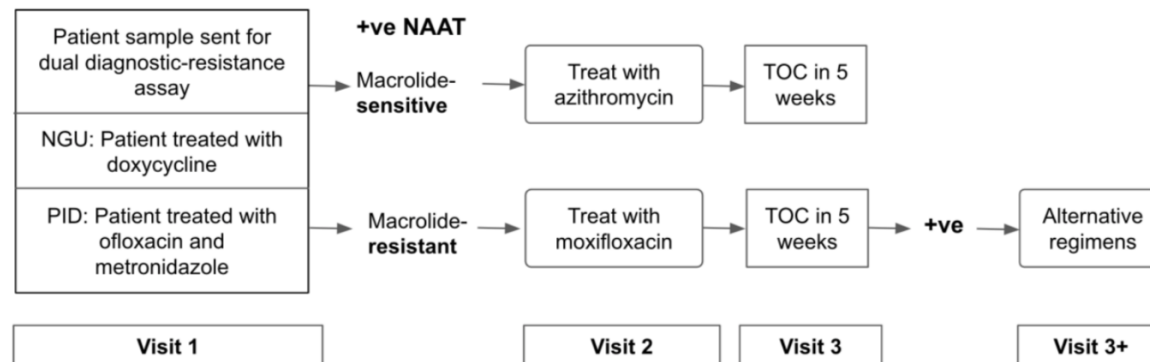 Patient sample sent for
dual diagnostic-resistance
assay
NGU: Patient treated with
doxycycline
PID: Patient treated with
ofloxacin and
metronidazole
+ve NAAT
Macrolide-
sensitive
Treat with
azithromycin
TOC in 5
weeks
Macrolide-
resistant
Treat with
moxifloxacin
TOC in 5
weeks
+ve
Alternative
regimens
Visit 1
Visit 2
Visit 3
Visit 3+